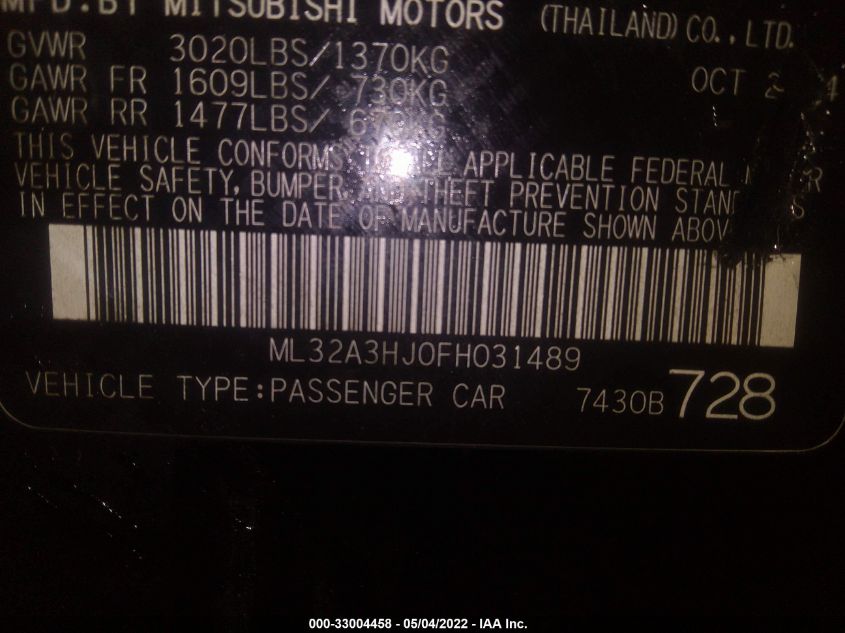 MFD.BY MITSUBISHI MOTORS (THAILAND) CO., LTD.
GVWR 3020LBS/1370KG OCT
GAWR FR 1609LBS/ 730KG
GAWR RR 1477LBS/
THIS VEHICLE CONFORMS APPLICABLE FEDERAL
VEHICLE SAFETY, BUMPER, THEFT PREVENTION
IN EFFECT ON THE DATE OF MANUFACTURE SHOWN
ML32A3HJ0FH031489
VEHICLE TYPE:PASSENGER CAR 7430B 728
000-33004458 - 05/04/2022 - IAA Inc.